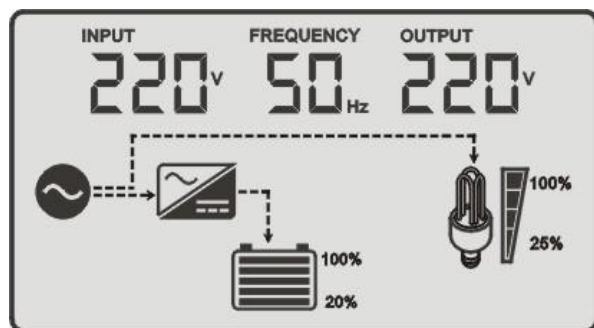 INPUT FREQUENCY OUTPUT
220V 50Hz 220V
100% 
25%
100%
20%